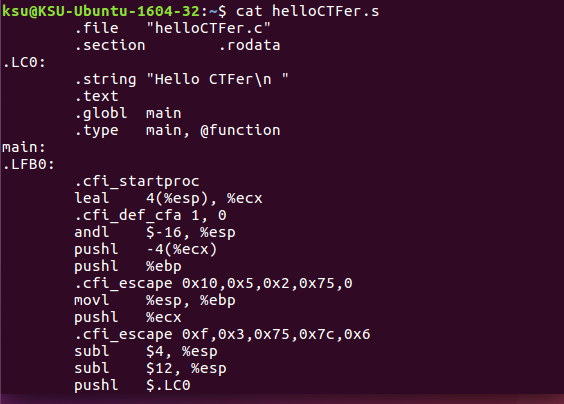 ksu@KSU-Ubuntu-1604-32:~$ cat helloCTFer.s
        .file   "helloCTFer.c"
        .section        .rodata
.LC0:
        .string "Hello CTFer\n "
        .text
        .globl  main
        .type   main, @function
main:
.LFB0:
        .cfi_startproc
        leal    4(%esp), %ecx
        .cfi_def_cfa 1, 0
        andl    $-16, %esp
        pushl   -4(%ecx)
        pushl   %ebp
        .cfi_escape 0x10,0x5,0x2,0x75,0
        movl    %esp, %ebp
        pushl   %ecx
        .cfi_escape 0xf,0x3,0x75,0x7c,0x6
        subl    $4, %esp
        subl    $12, %esp
        pushl   $.LC0